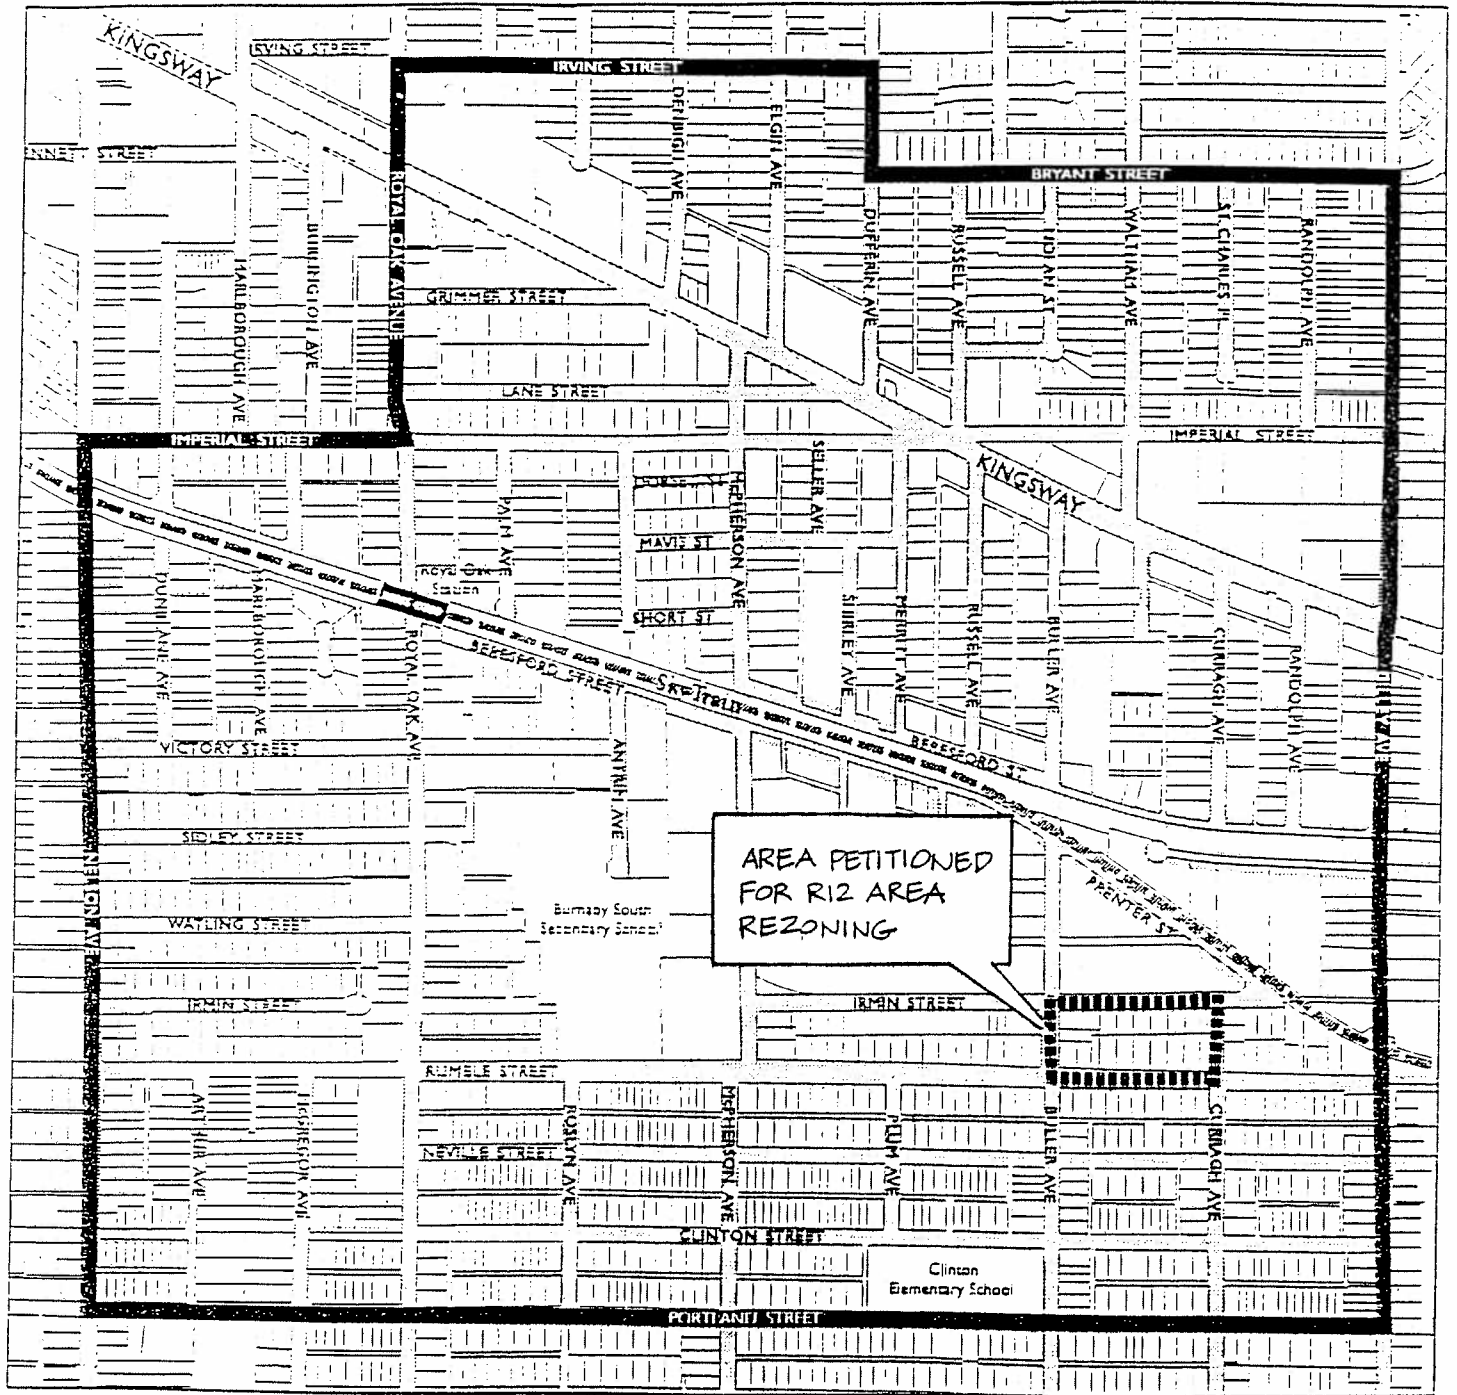 KINGSWAY
IRVING STREET
IRVING STREET
DENBIGH AVE
ELGIN AVE
STREET
BRYANT STREET
ROYAL OAK AVENUE
MARLBOROUGH AVE
BURLINGTON AVE
DUFFERIN AVE
RUSSELL AVE
WALTHAM AVE
ST CHARLES PL
RANDOLPH AVE
GRIMMER STREET
LANE STREET
IMPERIAL STREET
IMPERIAL STREET
KINGSWAY
PALM AVE
DORSET ST
MAVIS ST
SHORT ST
SELLER AVE
McPHERSON AVE
Royal Oak
Station
MARLBOROUGH AVE
ROYAL OAK AVE
SHIRLEY AVE
MERRITT AVE
RUSSELL AVE
BULLER AVE
CURRAGH AVE
RANDOLPH AVE
BERESFORD STREET
SkyTrain
BERESFORD ST
VICTORY STREET
ANTRIM AVE
SIDLEY STREET
AREA PETITIONED
FOR R12 AREA
REZONING
PRENTER ST
WATLING STREET
Burnaby South
Secondary School
IRMIN STREET
IRMIN STREET
RUMBLE STREET
ARTHUR AVE
McGREGOR AVE
ROSLYN AVE
McPHERSON AVE
PLUM AVE
BULLER AVE
CURRAGH AVE
NEVILLE STREET
CLINTON STREET
Clinton
Elementary School
PORTLAND STREET